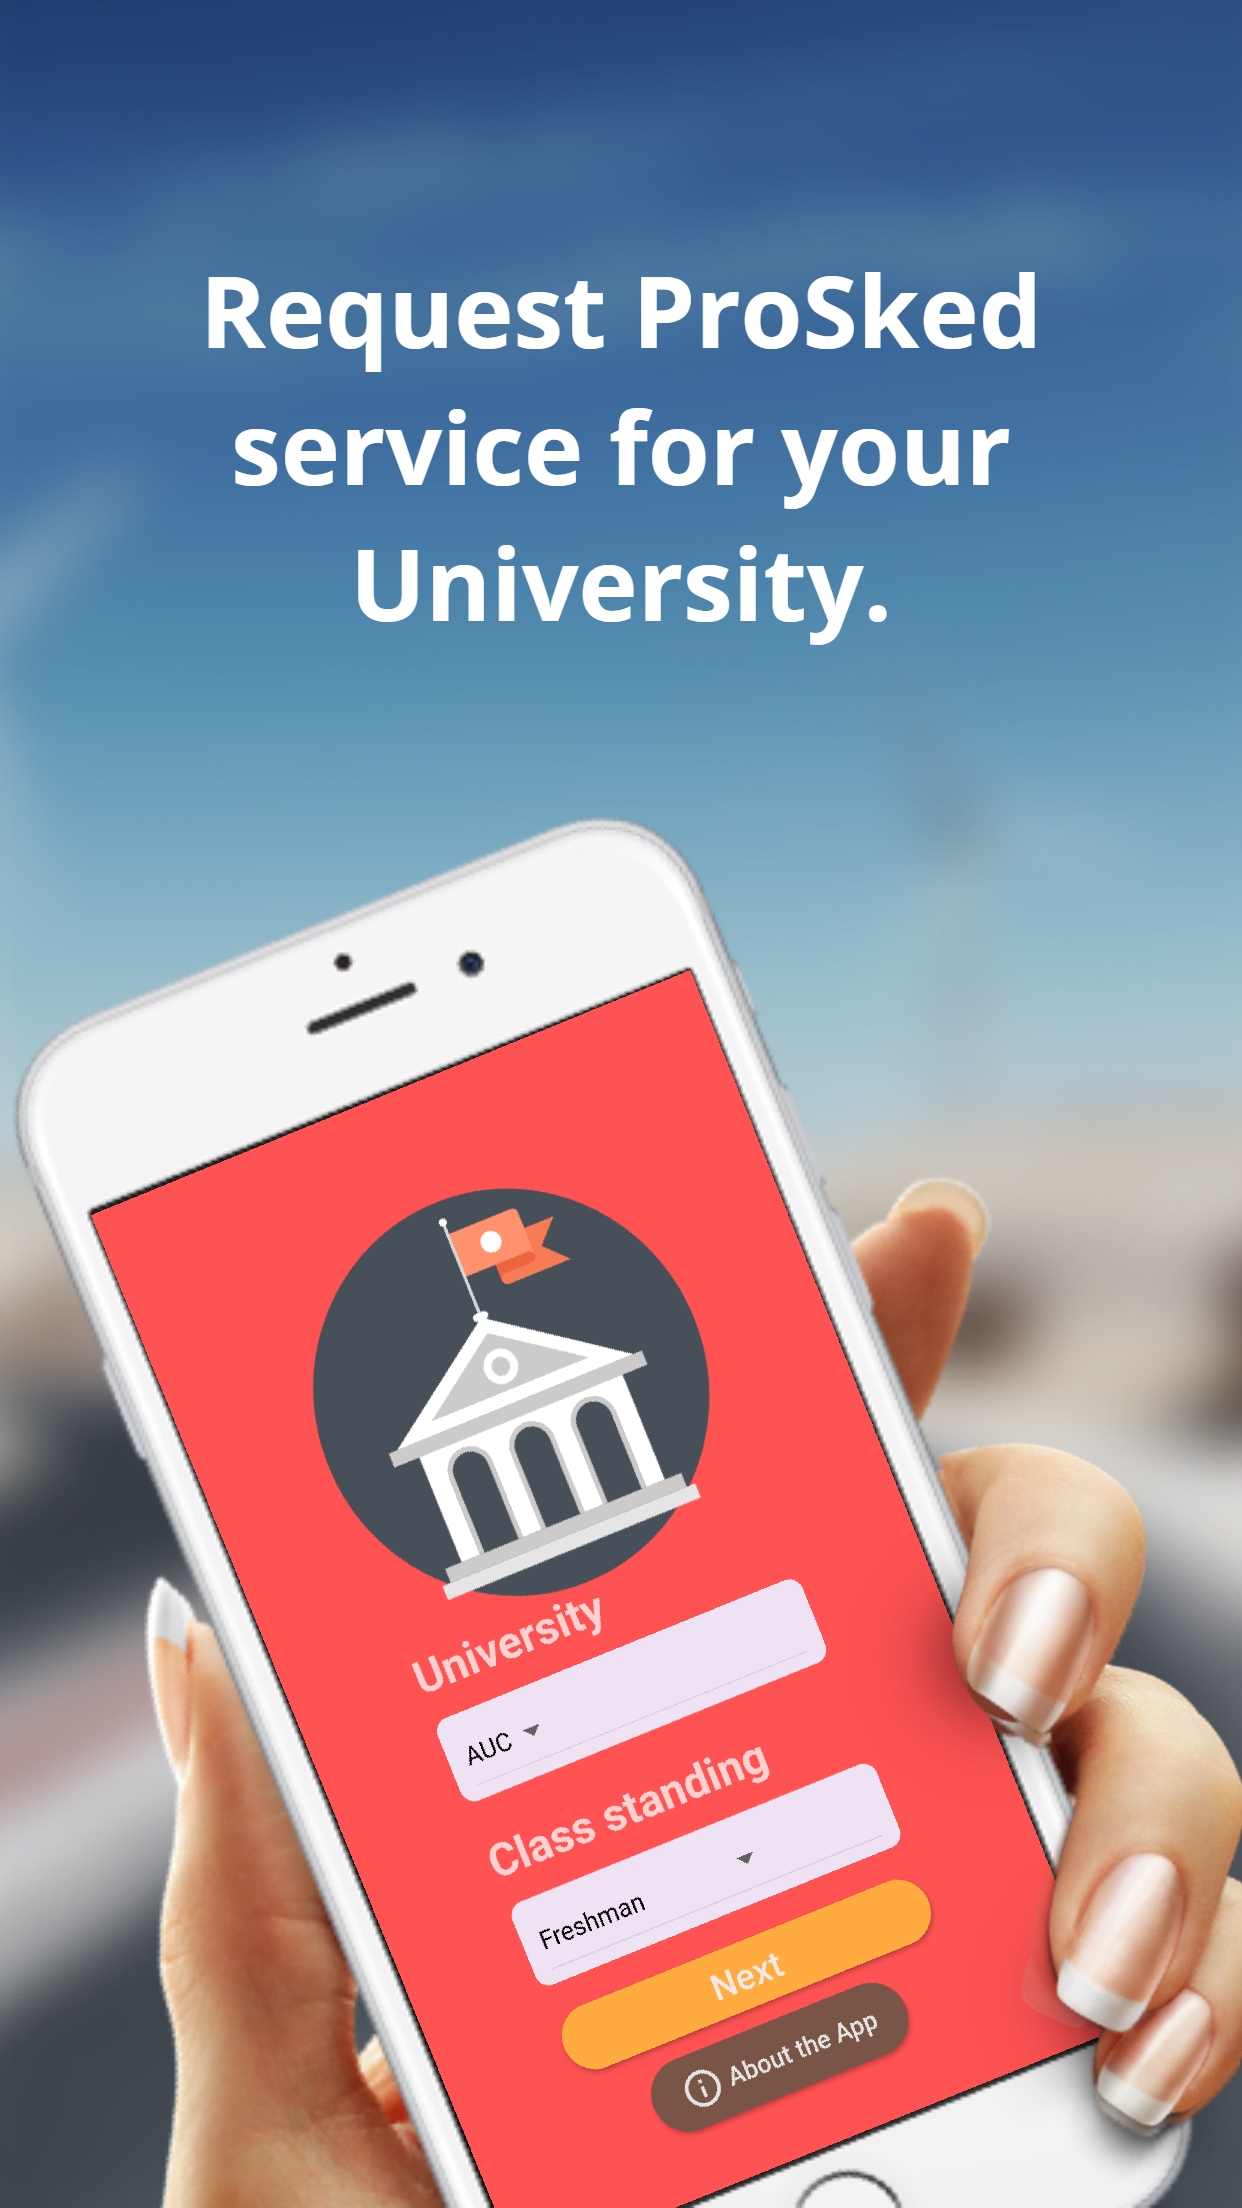 Request ProSked
service for your
University.
University
AUC
Class standing
Freshman
Next
About the App